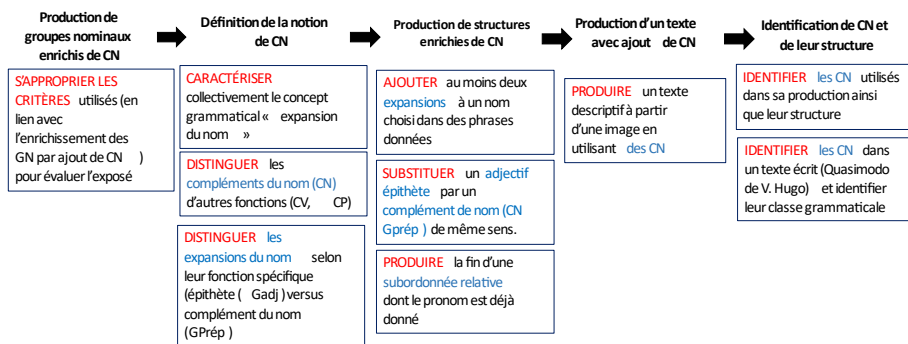 Production de
groupes nominaux
enrichis de CN
S'APPROPRIER LES
CRITÈRES utilisés (en
lien avec
l'enrichissement des
GN par ajout de CN )
pour évaluer l'exposé
Définition de la notion
de CN
CARACTÉRISER
collectivement le concept
grammatical « expansion
du nom »
DISTINGUER les
compléments du nom (CN)
d'autres fonctions (CV, CP)
DISTINGUER les
expansions du nom selon
leur fonction spécifique
(épithète ( Gadj ) versus
complément du nom
(GPrép )
Production de structures
enrichies de CN
AJOUTER au moins deux
expansions à un nom
choisi dans des phrases
données
SUBSTITUER un adjectif
épithète par un
complément de nom (CN
Gprép ) de même sens.
PRODUIRE la fin d'une
subordonnée relative
dont le pronom est déjà
donné
Production d'un texte
avec ajout de CN
PRODUIRE un texte
descriptif à partir
d'une image en
utilisant des CN
Identification de CN et
de leur structure
IDENTIFIER les CN utilisés
dans sa production ainsi
que leur structure
IDENTIFIER les CN dans
un texte écrit (Quasimodo
de V. Hugo) et identifier
leur classe grammaticale